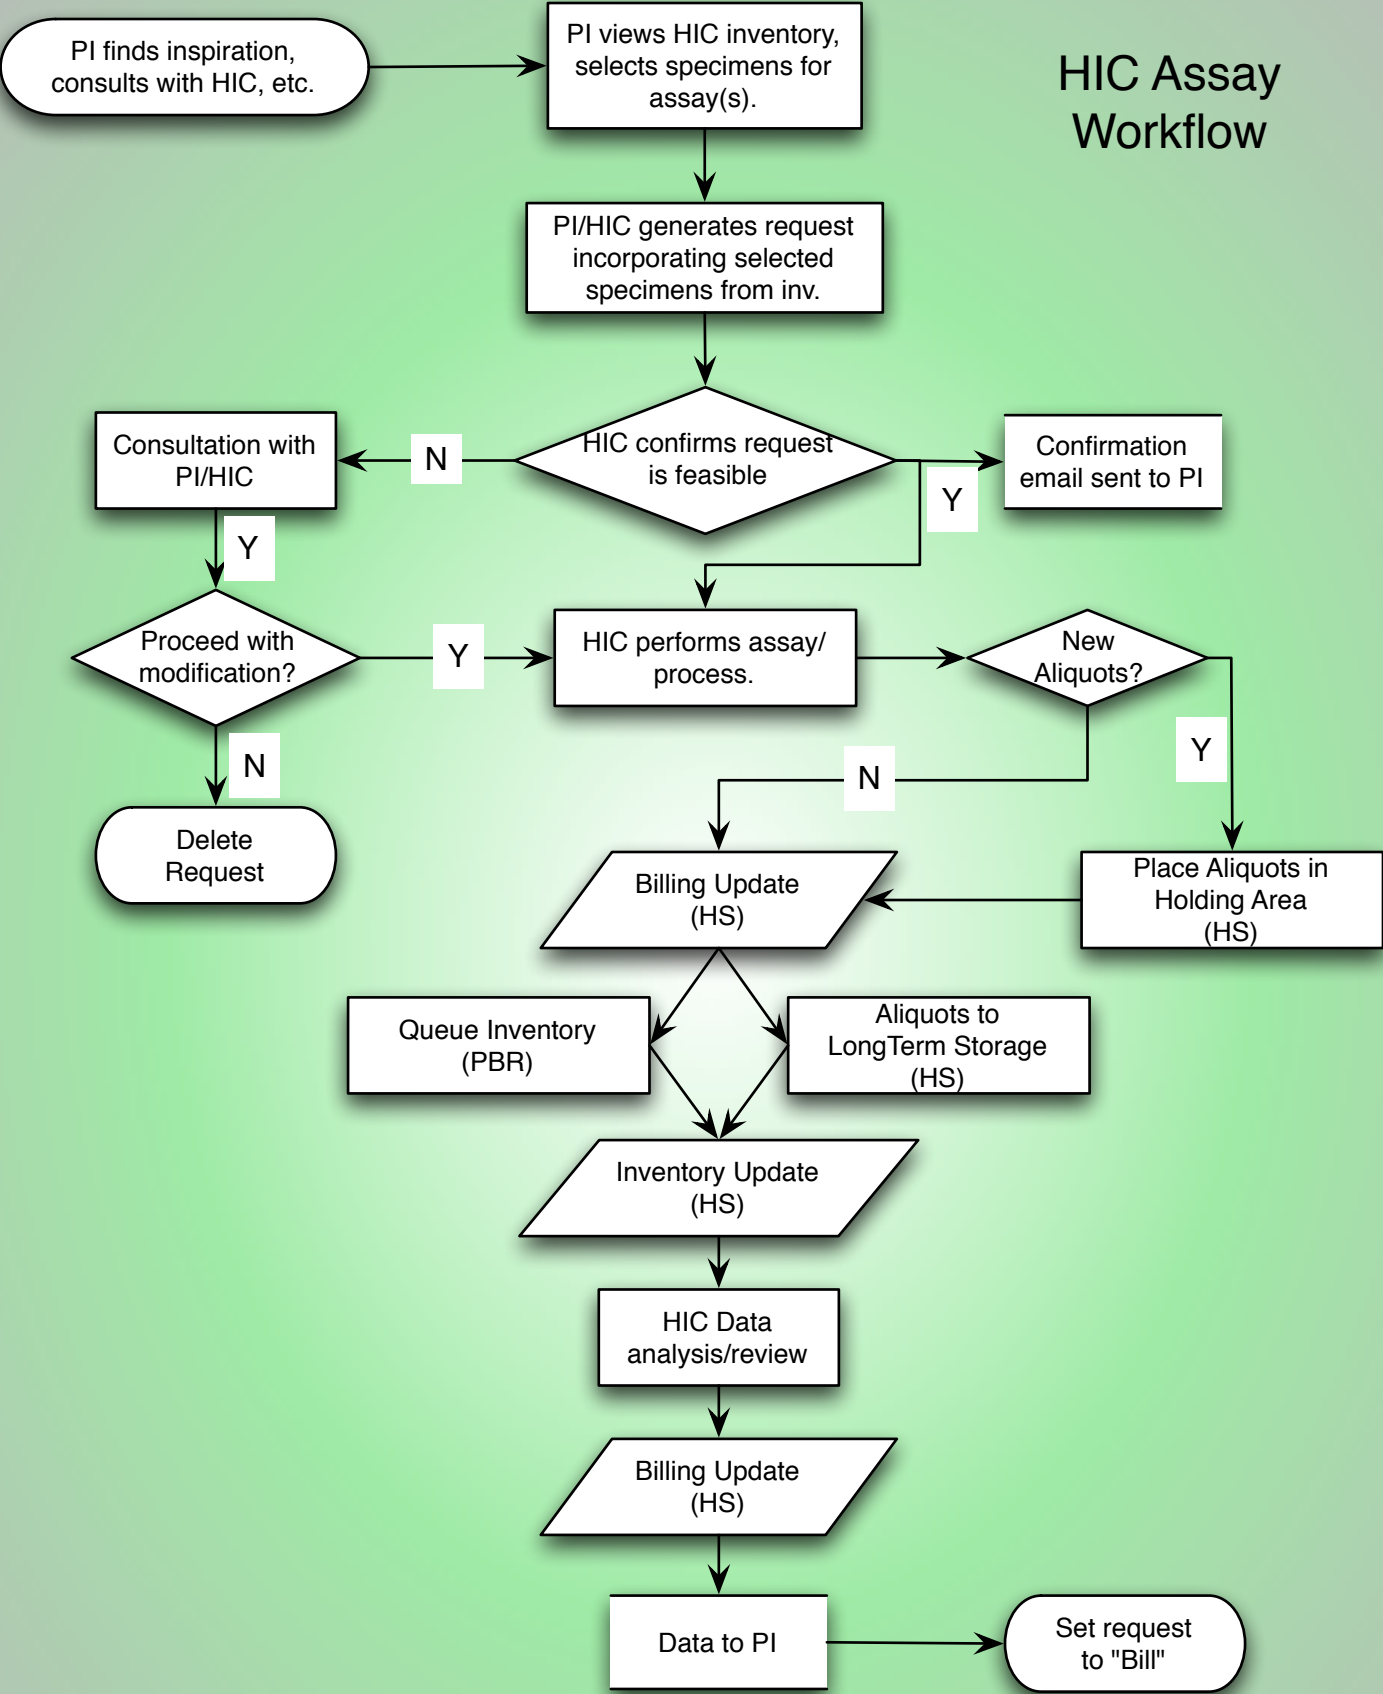 PI finds inspiration,
consults with HIC, etc.
PI views HIC inventory,
selects specimens for
assay(s).
HIC Assay
Workflow
PI/HIC generates request
incorporating selected
specimens from inv.
Consultation with
PI/HIC
N
HIC confirms request
is feasible
Y
Confirmation
email sent to PI
Y
Proceed with
modification?
Y
HIC performs assay/
process.
New
Aliquots?
N
N
Y
Delete
Request
Billing Update
(HS)
Place Aliquots in
Holding Area
(HS)
Queue Inventory
(PBR)
Aliquots to
LongTerm Storage
(HS)
Inventory Update
(HS)
HIC Data
analysis/review
Billing Update
(HS)
Data to PI
Set request
to "Bill"